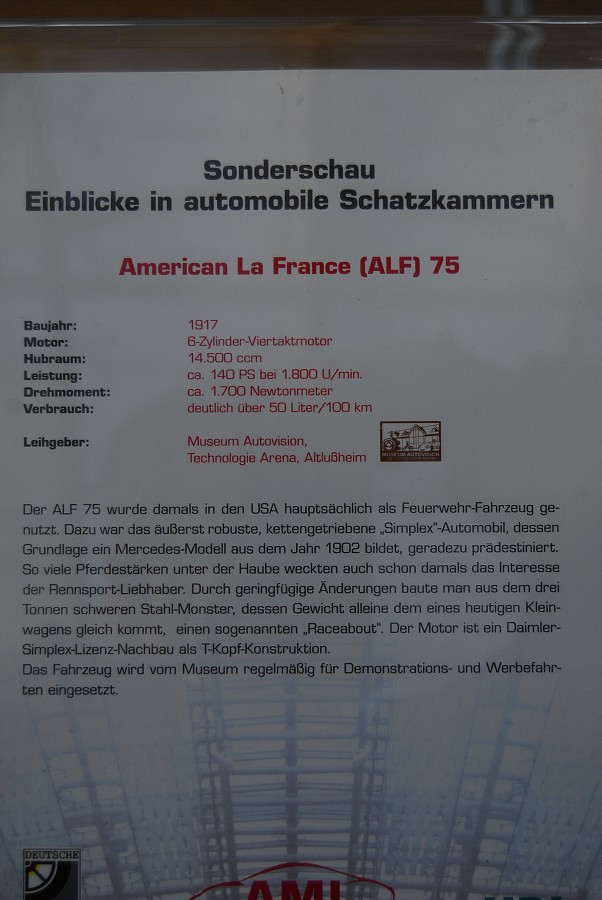 Sonderschau
Einblicke in automobile Schatzkammern
American La France (ALF) 75
Baujahr: 1917
Motor: 6-Zylinder-Viertaktmotor
Hubraum: 14.500 ccm
Leistung: ca. 140 PS bei 1.800 U/min.
Drehmoment: ca. 1.700 Newtonmeter
Verbrauch: deutlich über 50 Liter/100 km
Leihgeber: Museum Autovision,
Technologie Arena, Altlußheim
MUSEUM AUTOVISION
Der ALF 75 wurde damals in den USA hauptsächlich als Feuerwehr-Fahrzeug ge-
nutzt. Dazu war das äußerst robuste, kettengetriebene „Simplex“-Automobil, dessen
Grundlage ein Mercedes-Modell aus dem Jahr 1902 bildet, geradezu prädestiniert.
So viele Pferdestärken unter der Haube weckten auch schon damals das Interesse
der Rennsport-Liebhaber. Durch geringfügige Änderungen baute man aus dem drei
Tonnen schweren Stahl-Monster, dessen Gewicht alleine dem eines heutigen Klein-
wagens gleich kommt, einen sogenannten „Raceabout“. Der Motor ist ein Daimler-
Simplex-Lizenz-Nachbau als T-Kopf-Konstruktion.
Das Fahrzeug wird vom Museum regelmäßig für Demonstrations- und Werbefahr-
ten eingesetzt.
DEUTSCHE
AMI